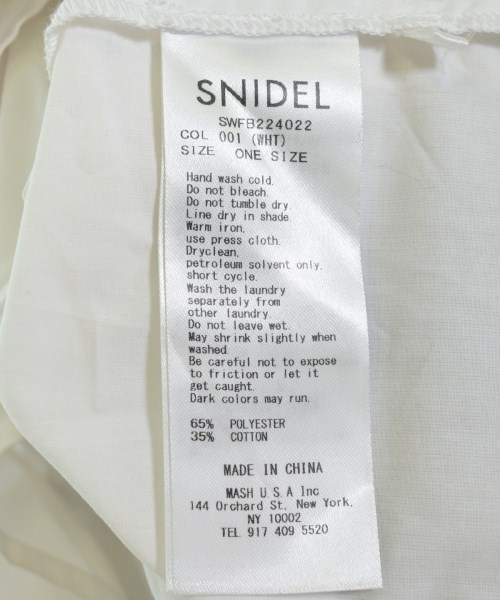 SNIDEL
SWFB224022
COL 001 (WHT)
SIZE ONE SIZE
Hand wash cold.
Do not bleach.
Do not tumble dry.
Line dry in shade.
Warm iron,
use press cloth.
Dryclean,
petroleum solvent only.
short cycle.
Wash the laundry
separately from
other laundry.
Do not leave wet.
May shrink slightly when
washed.
Be careful not to expose
to friction or let it
get caught.
Dark colors may run.
65% POLYESTER
35% COTTON
MADE IN CHINA
MASH U.S.A Inc
144 Orchard St. New York.
NY 10002
TEL 917 409 5520